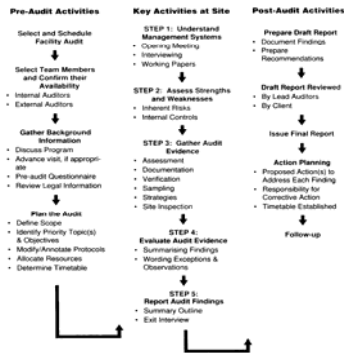 Pre-Audit Activities
Select and Schedule
Facility Audit
Select Team Members
and Confirm their
Availability
• Internal Auditors
• External Auditors
Gather Background
Information
• Discuss Program
• Advance visit, if appropri-
ate
• Pre-audit Questionnaire
• Review Legal Information
Plan the Audit
• Define Scope
• Identify Priority Topic(s)
& Objectives
• Modify/Annotate Protocols
• Allocate Resources
• Determine Timetable
Key Activities at Site
STEP 1: Understand
Management Systems
• Opening Meeting
• Interviewing
• Working Papers
STEP 2: Assess Strengths
and Weaknesses
• Inherent Risks
• Internal Controls
STEP 3: Gather Audit
Evidence
• Assessment
• Documentation
• Verification
• Sampling
• Strategies
• Site Inspection
STEP 4:
Evaluate Audit Evidence
• Summarising Findings
• Wording Exceptions &
Observations
STEP 5:
Report Audit Findings
• Summary Outline
• Exit Interview
Post-Audit Activities
Prepare Draft Report
• Document Findings
• Prepare
Recommendations
Draft Report Reviewed
• By Lead Auditors
• By Client
Issue Final Report
Action Planning
• Proposed Action(s) to
Address Each Finding
• Responsibility for
Corrective Action
• Timetable Established
Follow-up